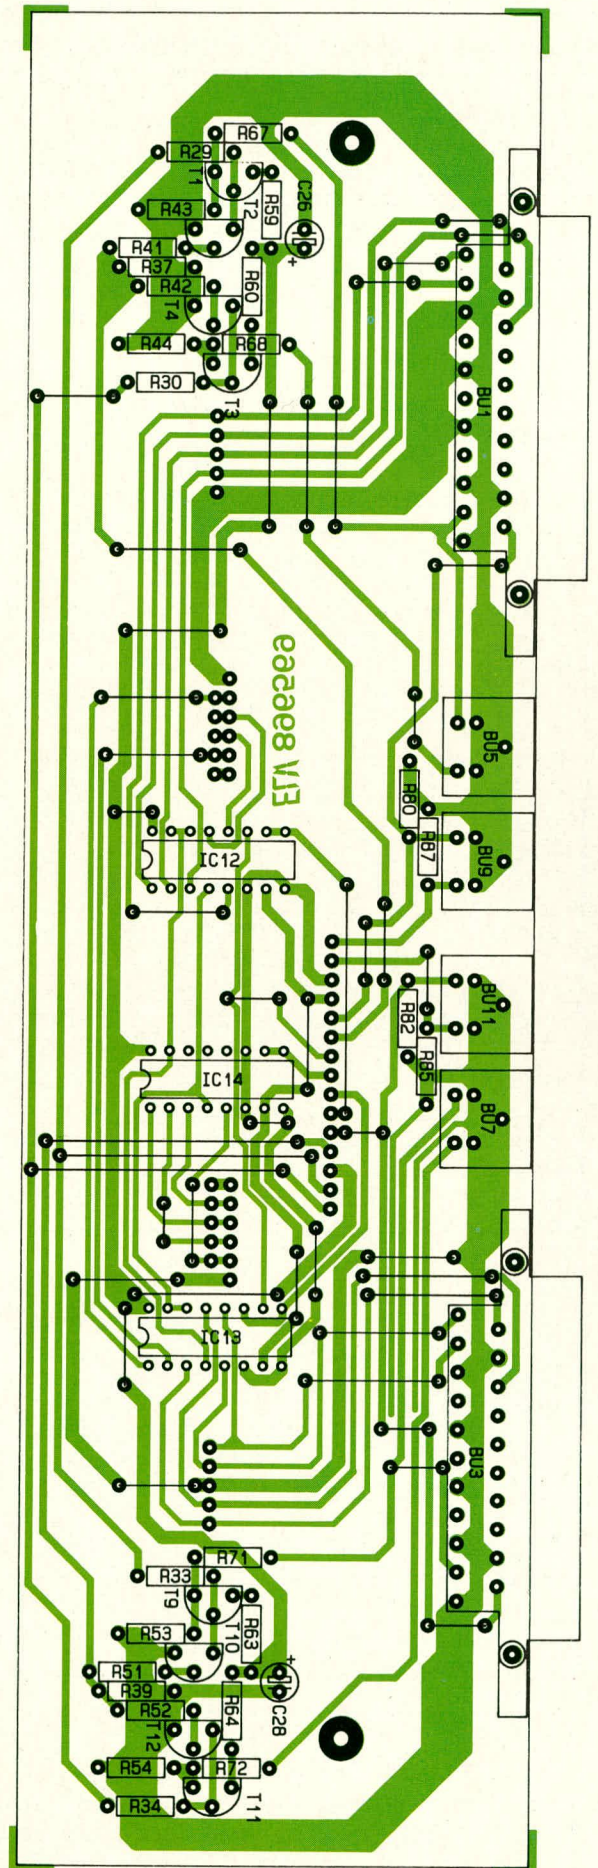 R67
R29
T1
R59
C26
+
R43
T2
R41
R37
R60
R42
T4
R44
R68
R30
T3
BU1
ELV 896599
BU5
R80
R87
BU9
IC12
BU11
R82
R85
IC14
BU7
IC13
BU3
R71
R33
T9
R63
R53
T10
+
R51
R39
C28
R52
R64
T12
R54
R72
R34
T11